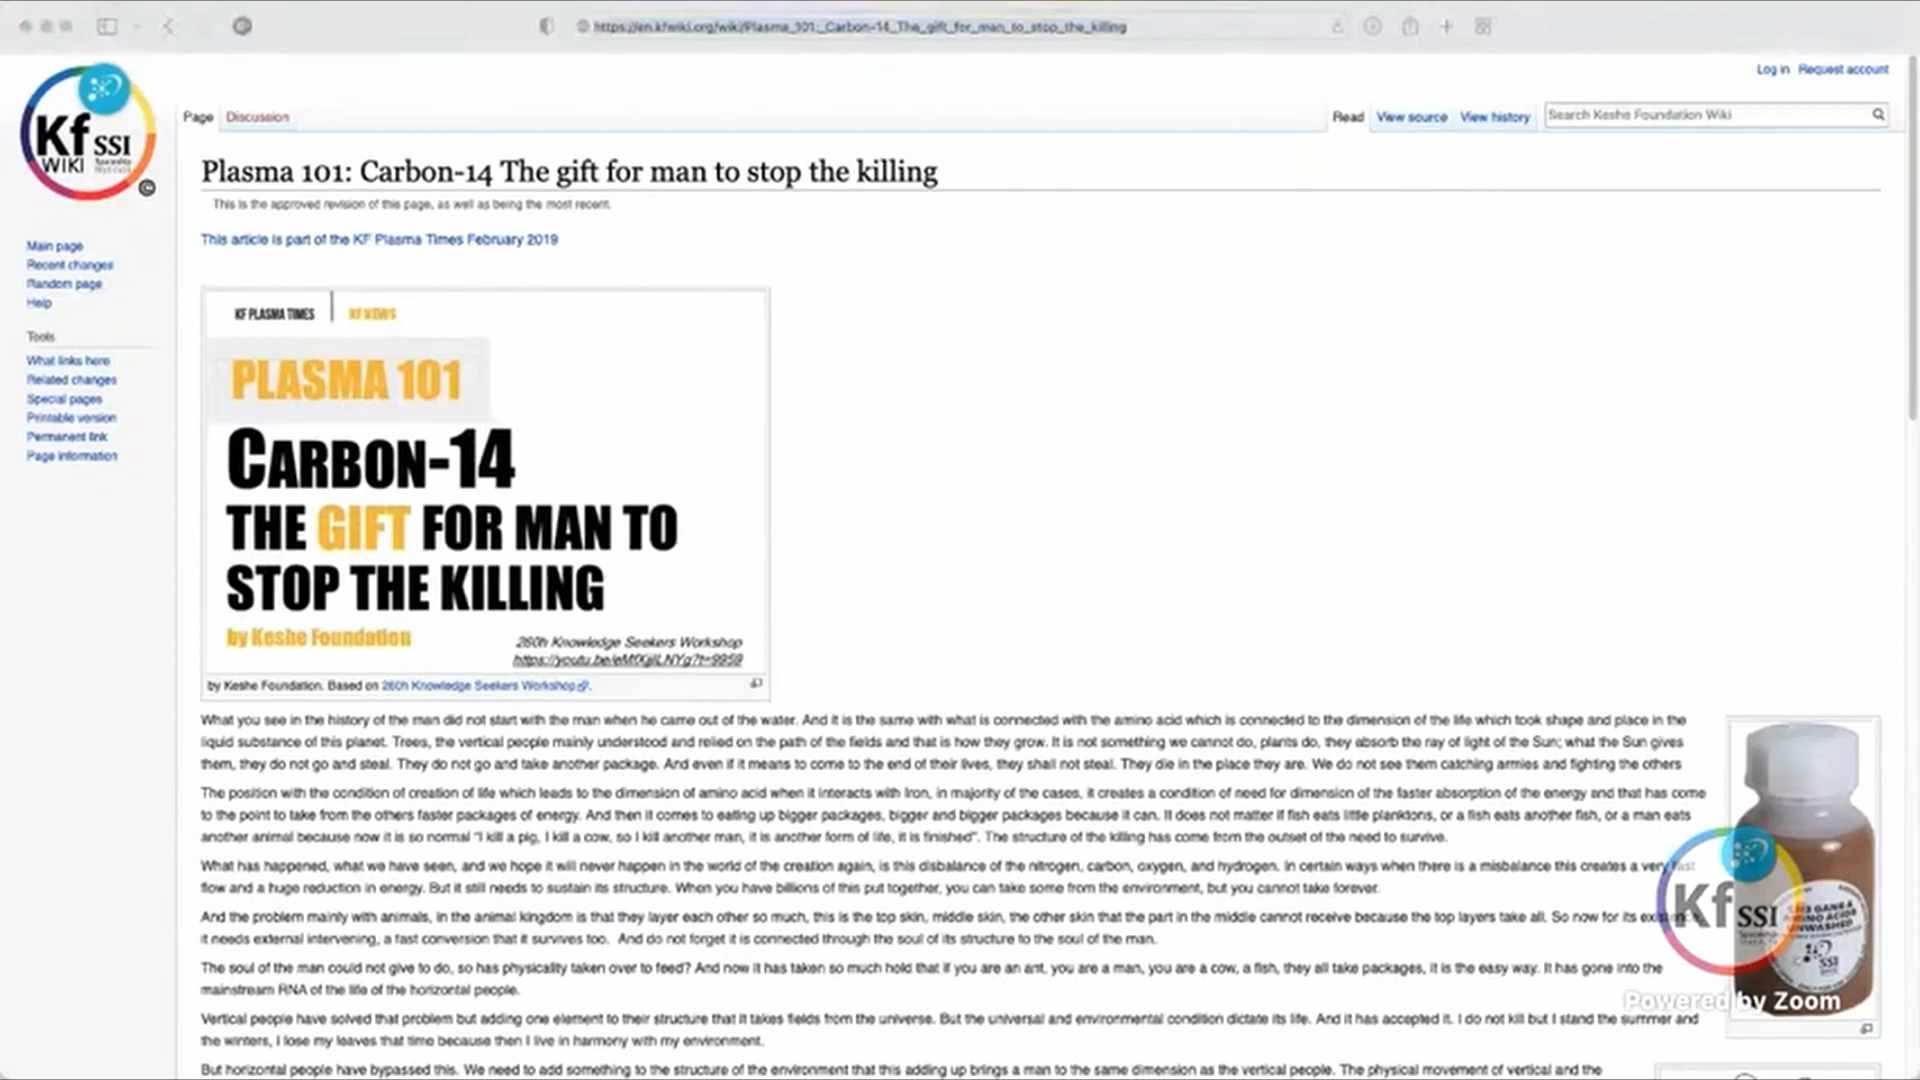 https://en.kfwiki.org/wiki/Plasma_101:_Carbon-14_The_gift_for_man_to_stop_the_killing
Log in Request account
Kf SSI
WIKI
Page Discussion
Read View source View history Search Keshe Foundation Wiki
Plasma 101: Carbon-14 The gift for man to stop the killing
This is the approved revision of this page, as well as being the most recent.
This article is part of the KF Plasma Times February 2019
Main page
Recent changes
Random page
Help
Tools
What links here
Related changes
Special pages
Printable version
Permanent link
Page information
KF PLASMA TIMES KF NEWS
PLASMA 101
CARBON-14
THE GIFT FOR MAN TO
STOP THE KILLING
by Keshe Foundation
260h Knowledge Seekers Workshop
by Keshe Foundation. Based on 260h Knowledge Seekers Workshop.
What you see in the history of the man did not start with the man when he came out of the water. And it is the same with what is connected with the amino acid which is connected to the dimension of the life which took shape and place in the
liquid substance of this planet. Trees, the vertical people mainly understood and relied on the path of the fields and that is how they grow. It is not something we cannot do, plants do, they absorb the ray of light of the Sun; what the Sun gives
them, they do not go and steal. They do not go and take another package. And even if it means to come to the end of their lives, they shall not steal. They die in the place they are. We do not see them catching armies and fighting the others
The position with the condition of creation of life which leads to the dimension of amino acid when it interacts with Iron, in majority of the cases, it creates a condition of need for dimension of the faster absorption of the energy and that has come
to the point to take from the others faster packages of energy. And then it comes to eating up bigger packages, bigger and bigger packages because it can. It does not matter if fish eats little planktons, or a fish eats another fish, or a man eats
another animal because now it is so normal "I kill a pig, I kill a cow, so I kill another man, it is another form of life, it is finished". The structure of the killing has come from the outset of the need to survive.
What has happened, what we have seen, and we hope it will never happen in the world of the creation again, is this disbalance of the nitrogen, carbon, oxygen, and hydrogen. In certain ways when there is a misbalance this creates a very fast
flow and a huge reduction in energy. But it still needs to sustain its structure. When you have billions of this put together, you can take some from the environment, but you cannot take forever.
And the problem mainly with animals, in the animal kingdom is that they layer each other so much, this is the top skin, middle skin, the other skin that the part in the middle cannot receive because the top layers take all. So now for its existence
it needs external intervening, a fast conversion that it survives too. And do not forget it is connected through the soul of its structure to the soul of the man.
The soul of the man could not give to do, so has physicality taken over to feed? And now it has taken so much hold that if you are an ant, you are a man, you are a cow, a fish, they all take packages, it is the easy way. It has gone into the
mainstream RNA of the life of the horizontal people.
Vertical people have solved that problem but adding one element to their structure that it takes fields from the universe. But the universal and environmental condition dictate its life. And it has accepted it. I do not kill but I stand the summer and
the winters, I lose my leaves that time because then I live in harmony with my environment.
But horizontal people have bypassed this. We need to add something to the structure of the environment that this adding up brings a man to the same dimension as the vertical people. The physical movement of vertical and the
CH3 GANS &
AMINO ACIDS
UNWASHED
SSI
Kf SSI
Powered by Zoom